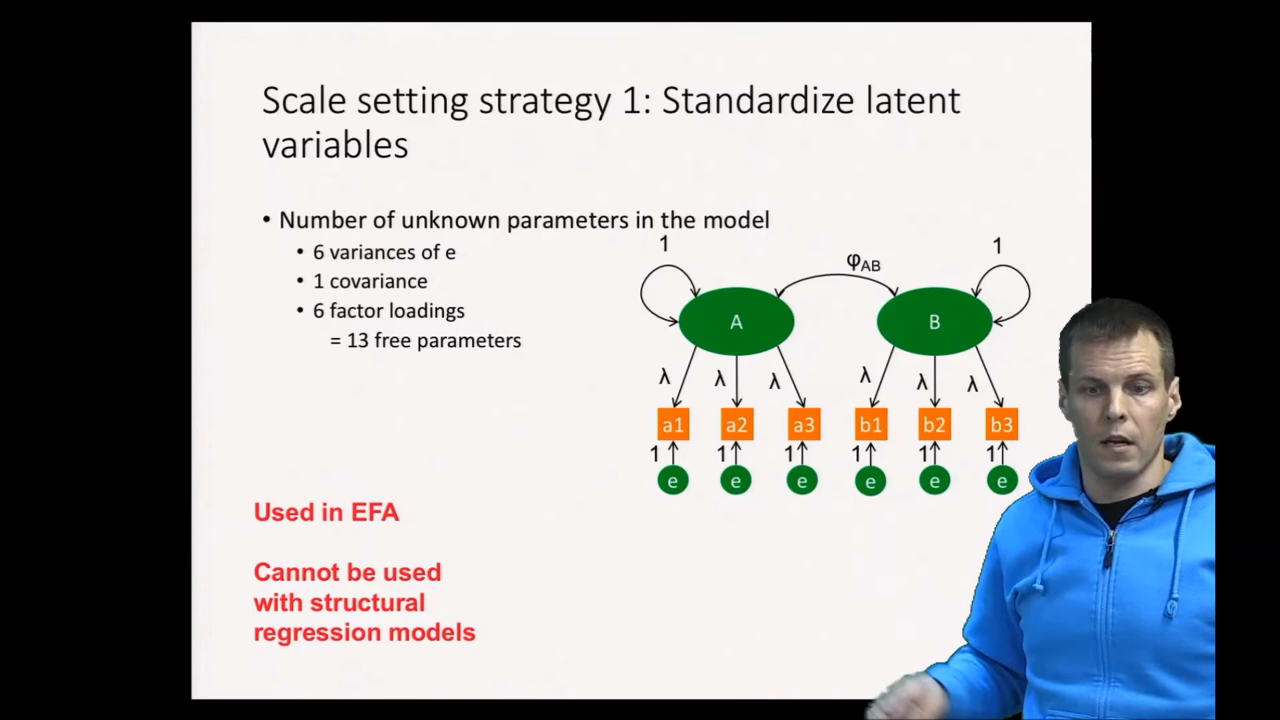 Scale setting strategy 1: Standardize latent
variables
• Number of unknown parameters in the model
• 6 variances of e
• 1 covariance
• 6 factor loadings
= 13 free parameters
1
φAB
1
A
B
λ λ λ λ λ λ
a1 a2 a3 b1 b2 b3
1 1 1 1 1 1
e e e e e e
Used in EFA
Cannot be used
with structural
regression models